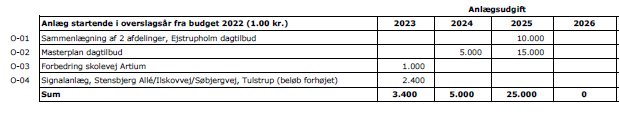 Anlægsudgift
Anlæg startende i overslagsår fra budget 2022 (1.00 kr.) 2023 2024 2025 2026
O-01 Sammenlægning af 2 afdelinger, Ejstrupholm dagtilbud 10.000
O-02 Masterplan dagtilbud 5.000 15.000
O-03 Forbedring skolevej Artium 1.000
O-04 Signalanlæg, Stensbjerg Allé/Ilskovvej/Søbjergvej, Tulstrup (beløb forhøjet) 2.400
Sum 3.400 5.000 25.000 0